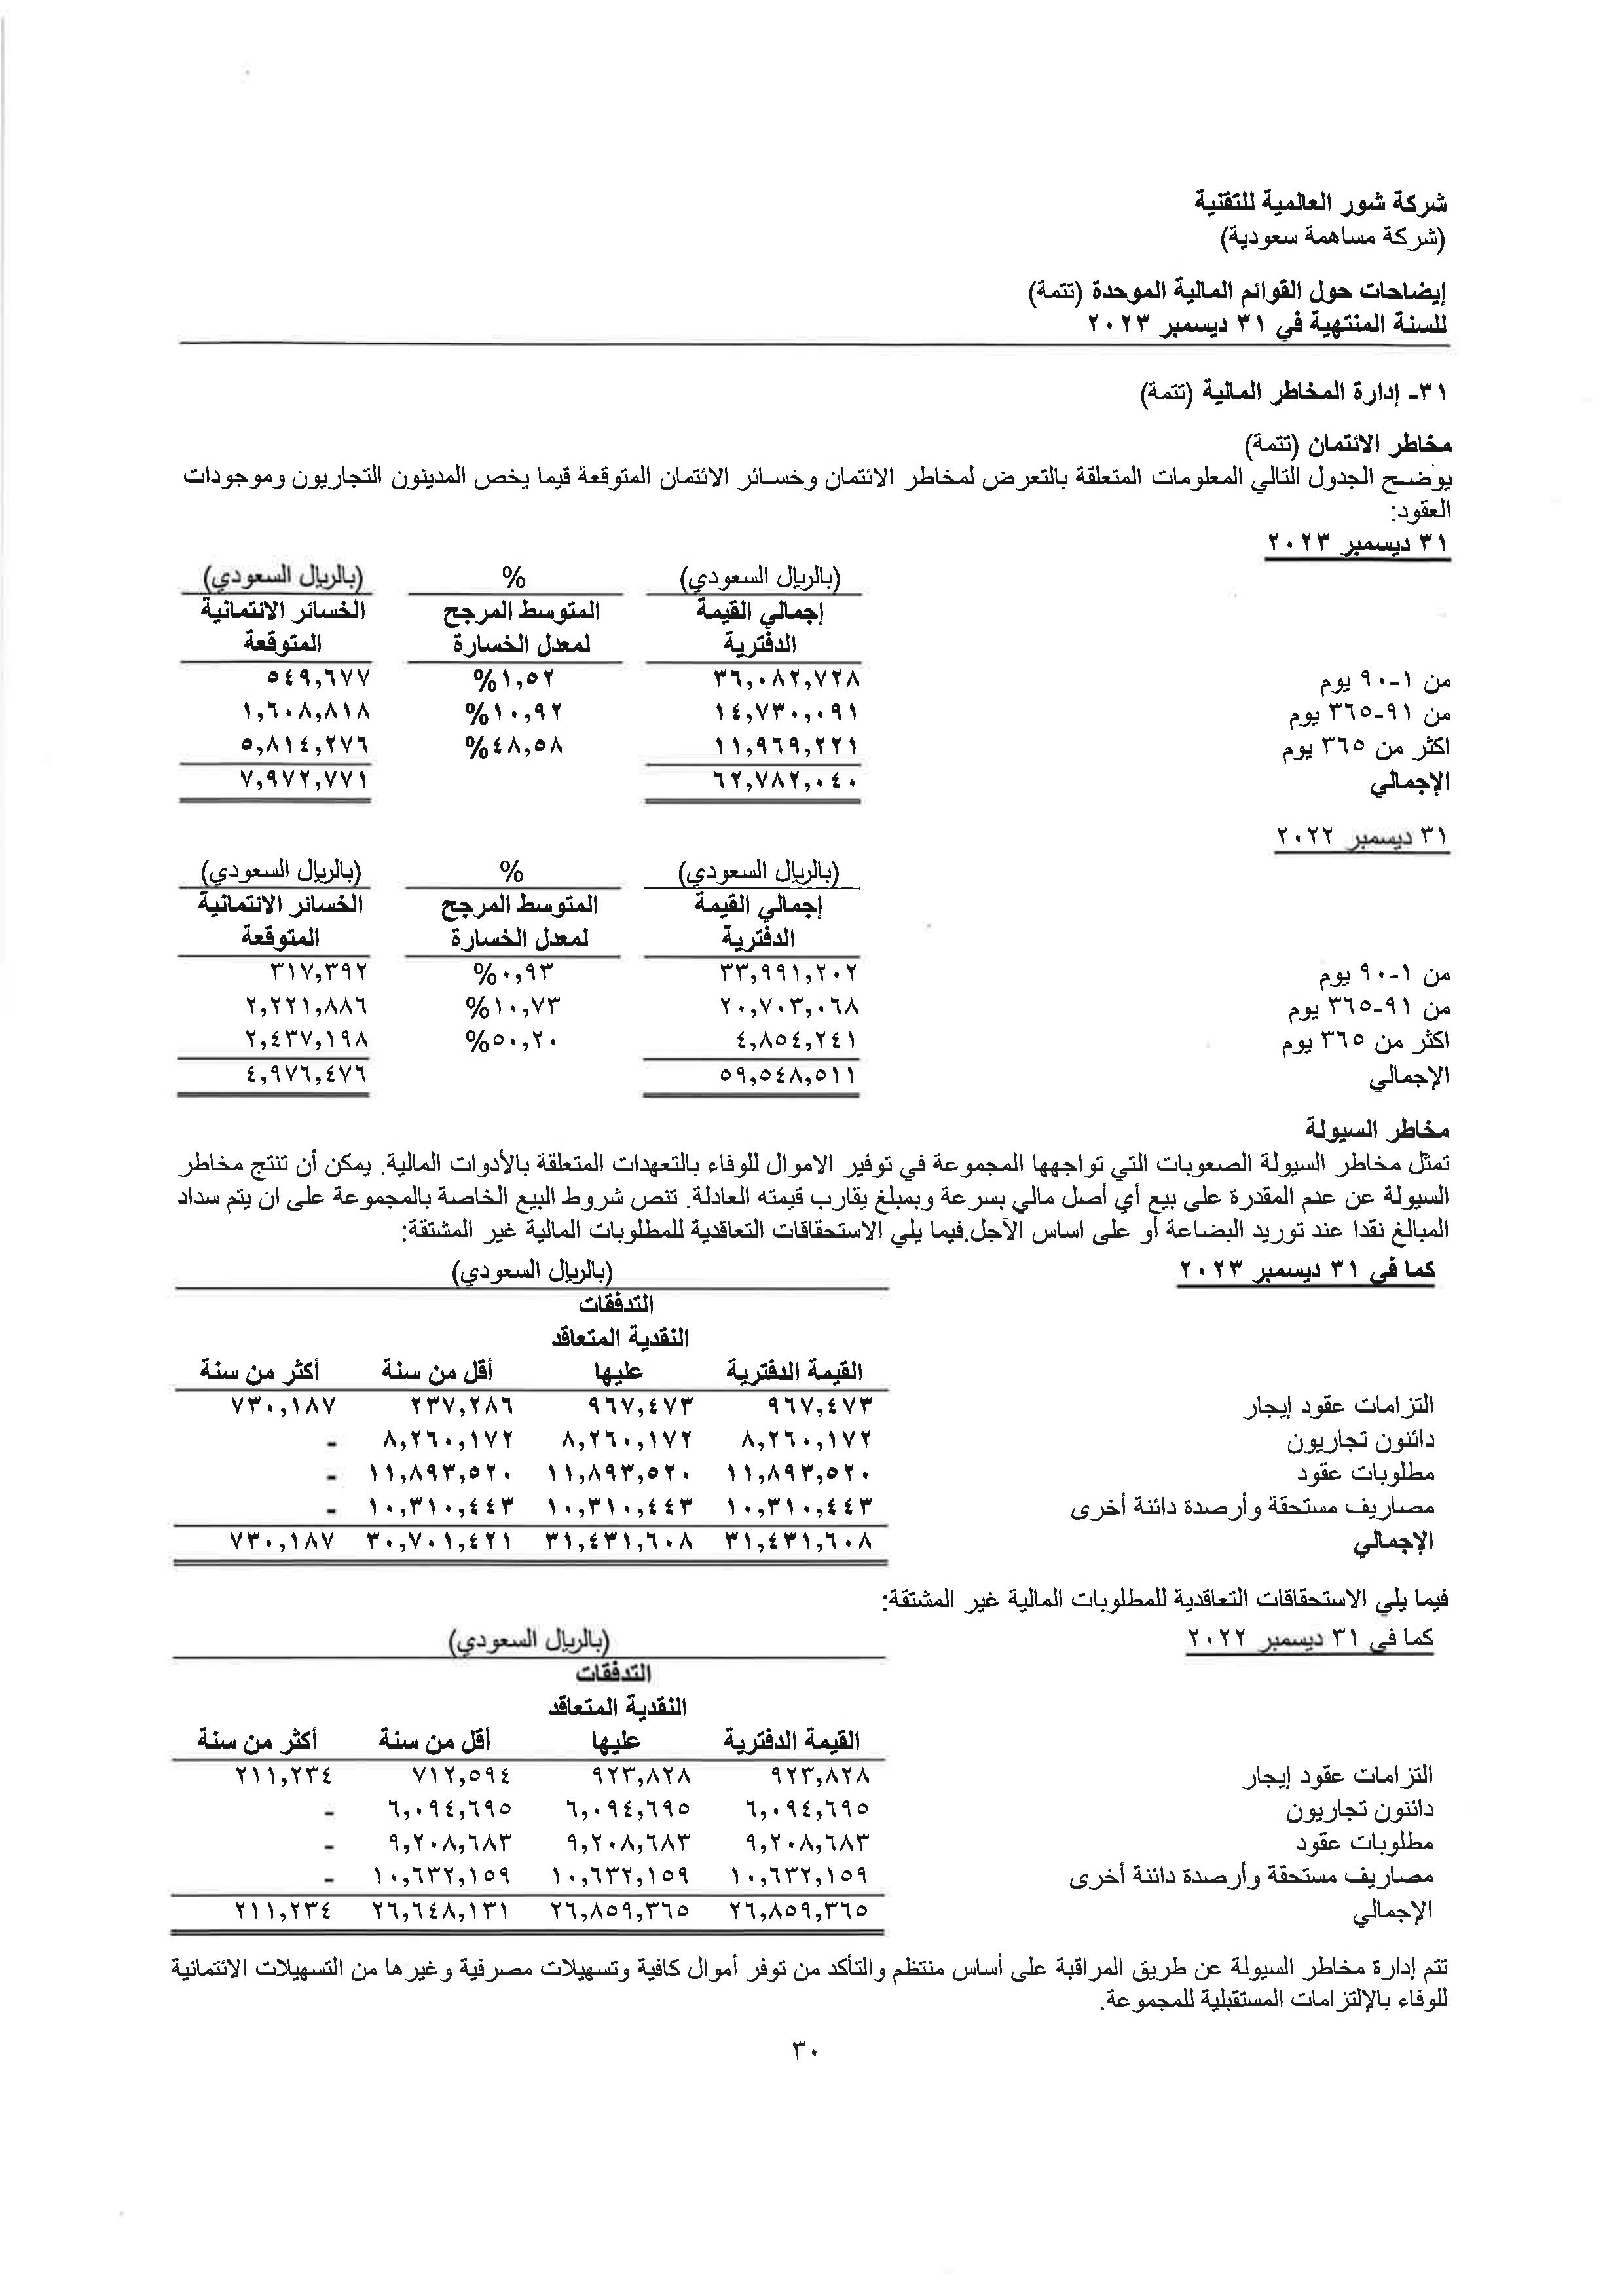 شركة شور العالمية للتقنية
(شركة مساهمة سعودية)
إيضاحات حول القوائم المالية الموحدة (تتمة)
للسنة المنتهية في ٣١ ديسمبر ٢٠٢٣
٣١- إدارة المخاطر المالية (تتمة)
مخاطر الائتمان (تتمة)
يوضح الجدول التالي المعلومات المتعلقة بالتعرض لمخاطر الائتمان وخسائر الائتمان المتوقعة قيما يخص المدينون التجاريون وموجودات
العقود:
٣١ ديسمبر ٢٠٢٣
(بالريال السعودي) % (بالريال السعودي)
إجمالي القيمة المتوسط المرجح الخسائر الائتمانية
الدفترية لمعدل الخسارة المتوقعة
من ١-٩٠ يوم ٣٦,٠٨٢,٧٢٨ ١,٥٢% ٥٤٩,٦٧٧
من ٩١-٣٦٥ يوم ١٤,٧٣٠,٠٩١ ١٠,٩٢% ١,٦٠٨,٨١٨
اكثر من ٣٦٥ يوم ١١,٩٦٩,٢٢١ ٤٨,٥٨% ٥,٨١٤,٢٧٦
الإجمالي ٦٢,٧٨٢,٠٤٠ ٧,٩٧٢,٧٧١
٣١ ديسمبر ٢٠٢٢
(بالريال السعودي) % (بالريال السعودي)
إجمالي القيمة المتوسط المرجح الخسائر الائتمانية
الدفترية لمعدل الخسارة المتوقعة
من ١-٩٠ يوم ٣٣,٩٩١,٢٠٢ ٠,٩٣% ٣١٧,٣٩٢
من ٩١-٣٦٥ يوم ٢٠,٧٠٣,٠٦٨ ١٠,٧٣% ٢,٢٢١,٨٨٦
اكثر من ٣٦٥ يوم ٤,٨٥٤,٢٤١ ٥٠,٢٠% ٢,٤٣٧,١٩٨
الإجمالي ٥٩,٥٤٨,٥١١ ٤,٩٧٦,٤٧٦
مخاطر السيولة
تمثل مخاطر السيولة الصعوبات التي تواجهها المجموعة في توفير الاموال للوفاء بالتعهدات المتعلقة بالأدوات المالية. يمكن أن تنتج مخاطر
السيولة عن عدم المقدرة على بيع أي أصل مالي بسرعة وبمبلغ يقارب قيمته العادلة. تنص شروط البيع الخاصة بالمجموعة على ان يتم سداد
المبالغ نقدا عند توريد البضاعة أو على اساس الآجل.فيما يلي الاستحقاقات التعاقدية للمطلوبات المالية غير المشتقة:
كما في ٣١ ديسمبر ٢٠٢٣ (بالريال السعودي)
التدفقات
النقدية المتعاقد
القيمة الدفترية عليها أقل من سنة أكثر من سنة
التزامات عقود إيجار ٩٦٧,٤٧٣ ٩٦٧,٤٧٣ ٢٣٧,٢٨٦ ٧٣٠,١٨٧
دائنون تجاريون ٨,٢٦٠,١٧٢ ٨,٢٦٠,١٧٢ ٨,٢٦٠,١٧٢ -
مطلوبات عقود ١١,٨٩٣,٥٢٠ ١١,٨٩٣,٥٢٠ ١١,٨٩٣,٥٢٠ -
مصاريف مستحقة وأرصدة دائنة أخرى ١٠,٣١٠,٤٤٣ ١٠,٣١٠,٤٤٣ ١٠,٣١٠,٤٤٣ -
الإجمالي ٣١,٤٣١,٦٠٨ ٣١,٤٣١,٦٠٨ ٣٠,٧٠١,٤٢١ ٧٣٠,١٨٧
فيما يلي الاستحقاقات التعاقدية للمطلوبات المالية غير المشتقة:
كما في ٣١ ديسمبر ٢٠٢٢ (بالريال السعودي)
التدفقات
النقدية المتعاقد
القيمة الدفترية عليها أقل من سنة أكثر من سنة
التزامات عقود إيجار ٩٢٣,٨٢٨ ٩٢٣,٨٢٨ ٧١٢,٥٩٤ ٢١١,٢٣٤
دائنون تجاريون ٦,٠٩٤,٦٩٥ ٦,٠٩٤,٦٩٥ ٦,٠٩٤,٦٩٥ -
مطلوبات عقود ٩,٢٠٨,٦٨٣ ٩,٢٠٨,٦٨٣ ٩,٢٠٨,٦٨٣ -
مصاريف مستحقة وأرصدة دائنة أخرى ١٠,٦٣٢,١٥٩ ١٠,٦٣٢,١٥٩ ١٠,٦٣٢,١٥٩ -
الإجمالي ٢٦,٨٥٩,٣٦٥ ٢٦,٨٥٩,٣٦٥ ٢٦,٦٤٨,١٣١ ٢١١,٢٣٤
تتم إدارة مخاطر السيولة عن طريق المراقبة على أساس منتظم والتأكد من توفر أموال كافية وتسهيلات مصرفية وغيرها من التسهيلات الائتمانية
للوفاء بالإلتزامات المستقبلية للمجموعة.
٣٠